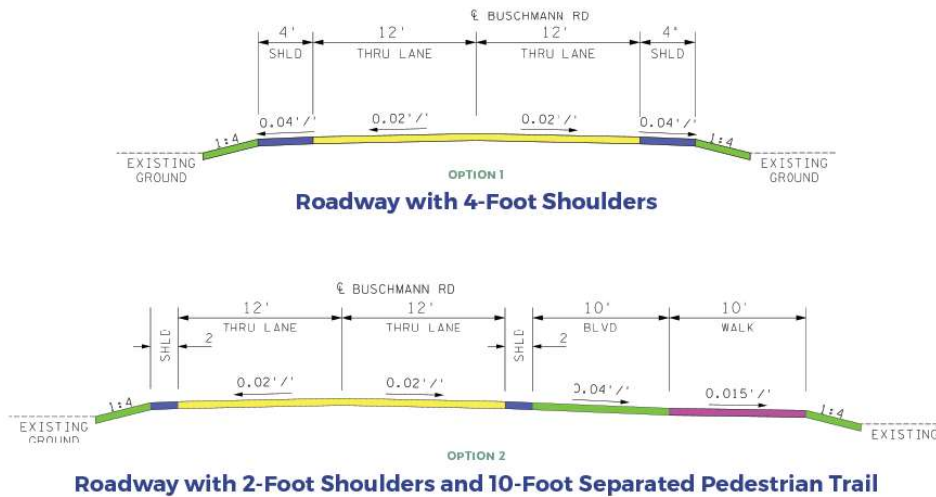 ℄ BUSCHMANN RD
4' 12' 12' 4'
SHLD THRU LANE THRU LANE SHLD
0.04'/' 0.02'/' 0.02'/' 0.04'/'
1:4 1:4
EXISTING GROUND
EXISTING GROUND
OPTION 1
Roadway with 4-Foot Shoulders
℄ BUSCHMANN RD
12' 12' 10' 10'
SHLD 2 THRU LANE THRU LANE SHLD 2 BLVD WALK
0.02'/' 0.02'/' 0.04'/' 0.015'/'
1:4 1:4
EXISTING GROUND
EXISTING
OPTION 2
Roadway with 2-Foot Shoulders and 10-Foot Separated Pedestrian Trail